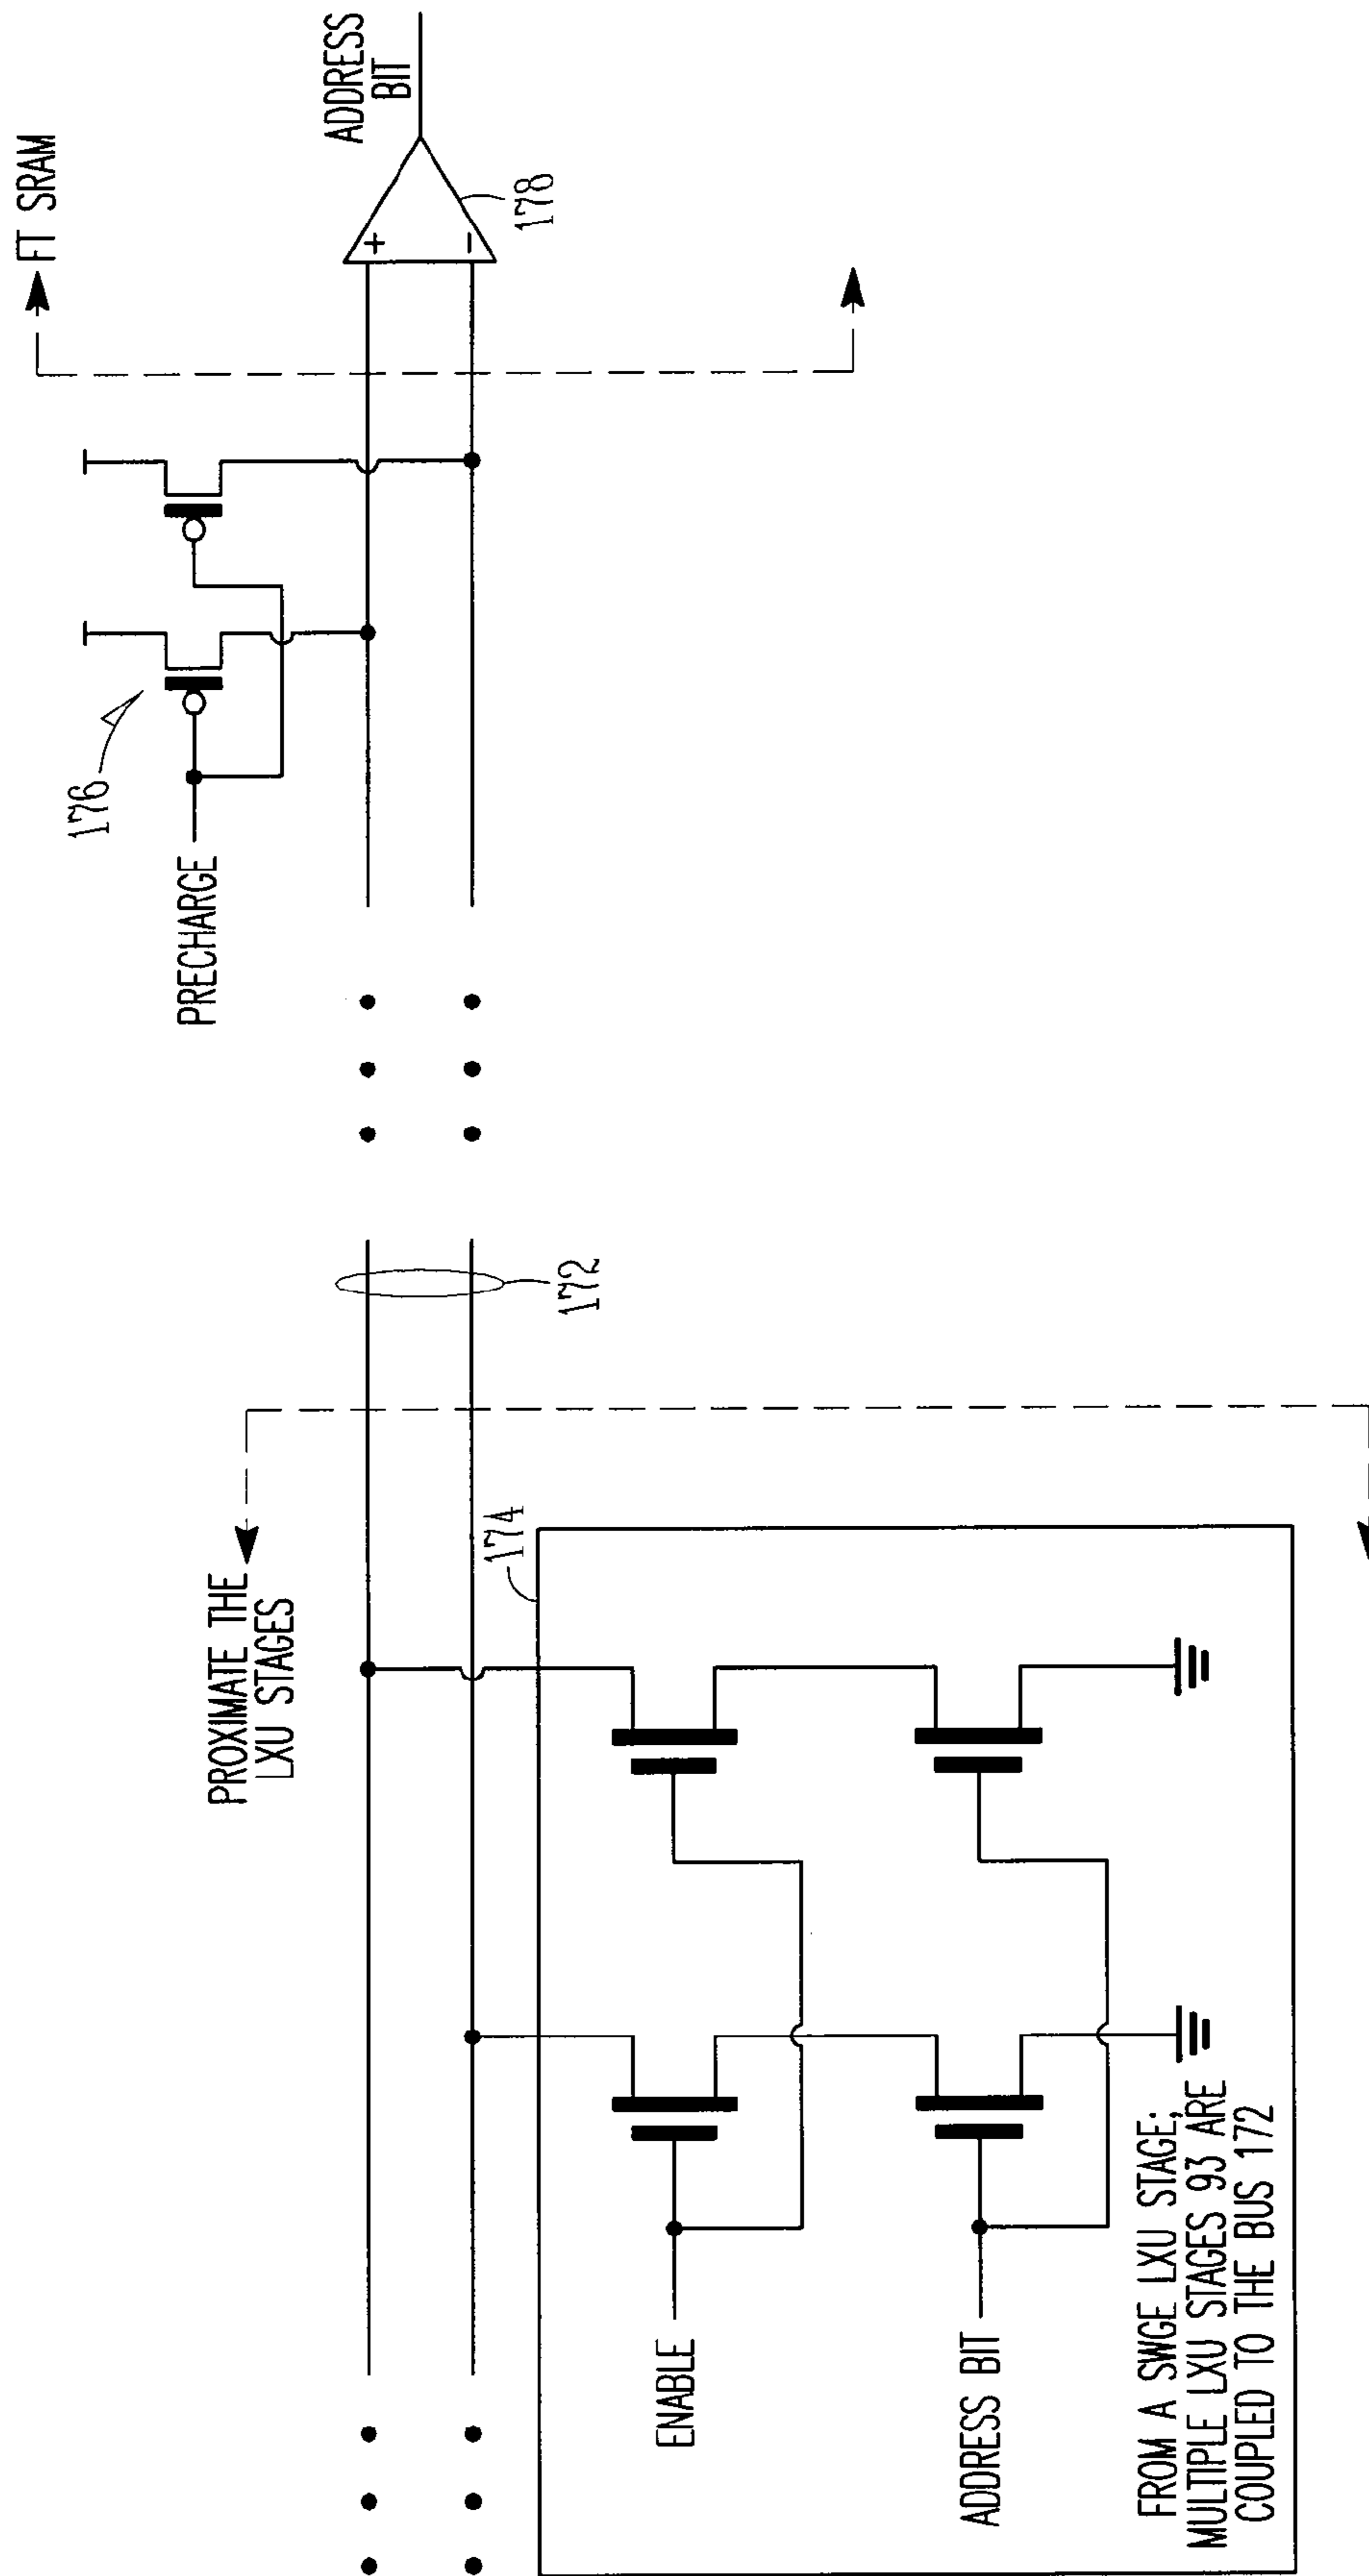 FT SRAM
ADDRESS
BIT
+
−
178
176
PRECHARGE
172
PROXIMATE THE
LXU STAGES
174
ENABLE
ADDRESS BIT
FROM A SWGE LXU STAGE;
MULTIPLE LXU STAGES 93 ARE
COUPLED TO THE BUS 172